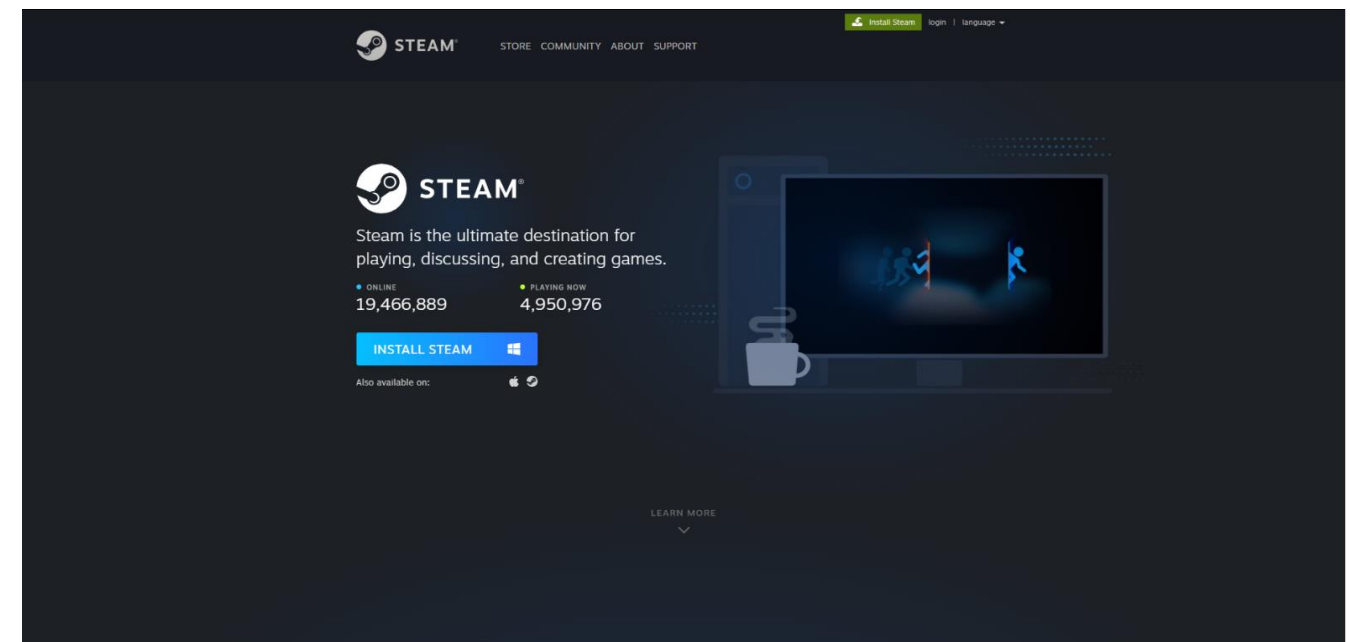 Install Steam login | language
STEAM® STORE COMMUNITY ABOUT SUPPORT
STEAM®
Steam is the ultimate destination for
playing, discussing, and creating games.
ONLINE PLAYING NOW
19,466,889 4,950,976
INSTALL STEAM
Also available on:
LEARN MORE